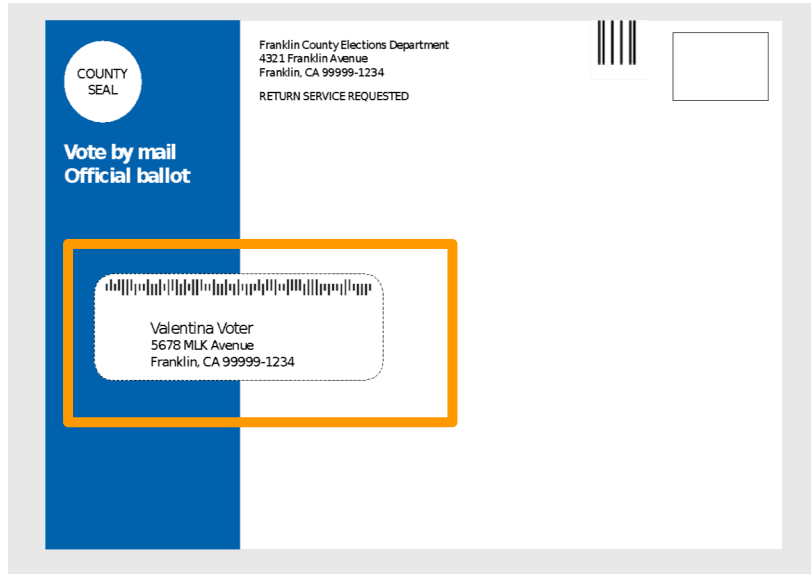 COUNTY
SEAL
Vote by mail
Official ballot
Franklin County Elections Department
4321 Franklin Avenue
Franklin, CA 99999-1234
RETURN SERVICE REQUESTED
Valentina Voter
5678 MLK Avenue
Franklin, CA 99999-1234